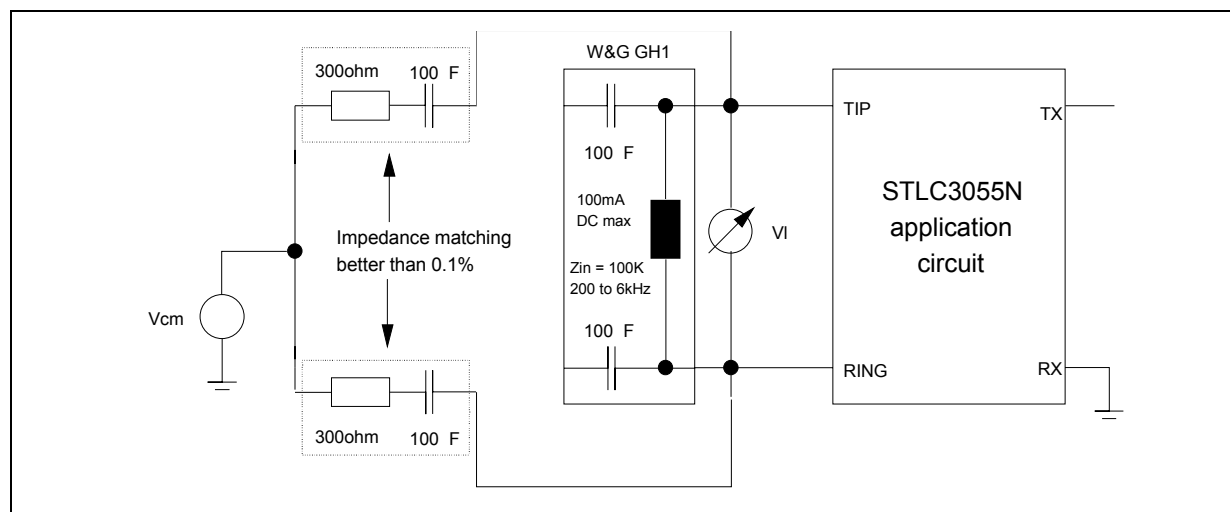 W&G GH1
300ohm
100 F
TIP
TX
100 F
100mA
DC max
STLC3055N
application
circuit
VI
Impedance matching
better than 0.1%
Zin = 100K
200 to 6kHz
Vcm
100 F
RING
RX
300ohm
100 F